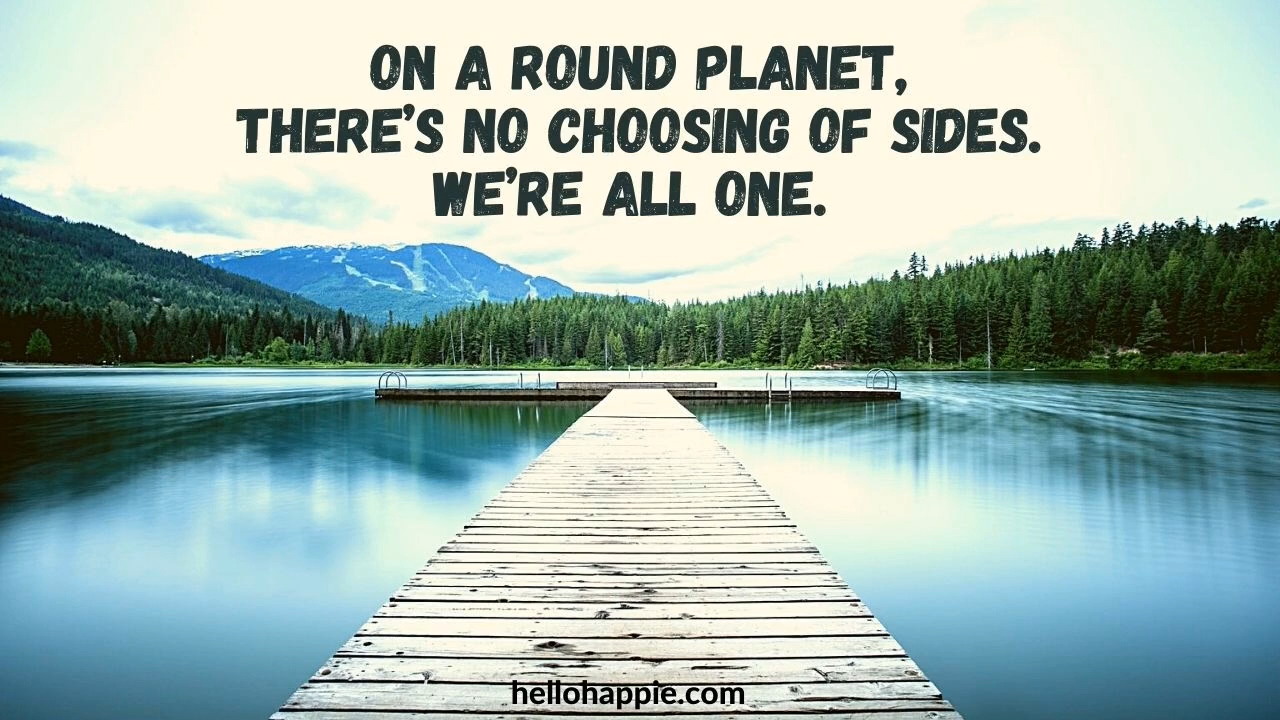 ON A ROUND PLANET,
THERE'S NO CHOOSING OF SIDES.
WE'RE ALL ONE.
hellohappie.com